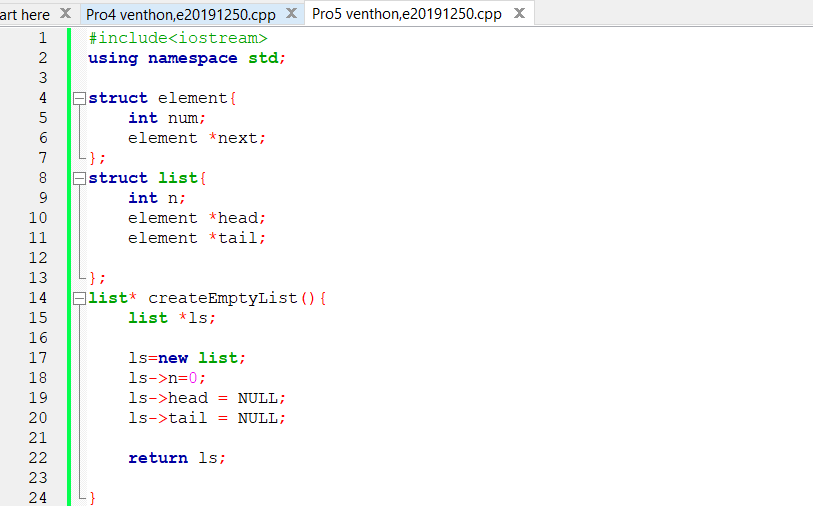 art here X Pro4 venthon,e20191250.cpp X Pro5 venthon,e20191250.cpp X
1 #include<iostream>
2 using namespace std;
3
4 struct element{
5     int num;
6     element *next;
7 };
8 struct list{
9     int n;
10     element *head;
11     element *tail;
12
13 };
14 list* createEmptyList(){
15     list *ls;
16
17     ls=new list;
18     ls->n=0;
19     ls->head = NULL;
20     ls->tail = NULL;
21
22     return ls;
23
24 }